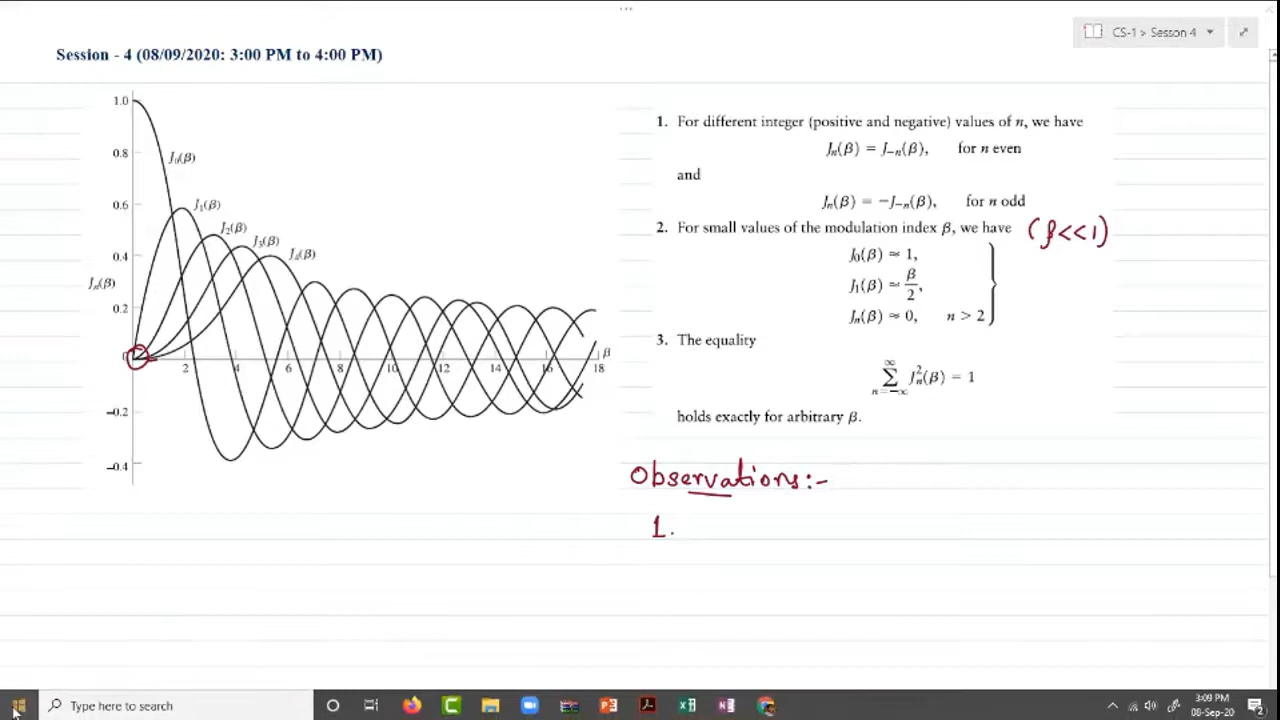 CS-1 > Sesson 4
Session - 4 (08/09/2020: 3:00 PM to 4:00 PM)
1.0
0.8
0.6
0.4
0.2
0
−0.2
−0.4
Jn(β)
J0(β)
J1(β)
J2(β)
J3(β)
J4(β)
2 4 6 8 10 12 14 16 18
β
1. For different integer (positive and negative) values of n, we have
Jn(β) = J−n(β), for n even
and
Jn(β) = −J−n(β), for n odd
2. For small values of the modulation index β, we have (β<<1)
J0(β) ≃ 1,
J1(β) ≃ β/2,
Jn(β) ≃ 0, n > 2
3. The equality
∞
∑ Jn²(β) = 1
n=−∞
holds exactly for arbitrary β.
Observations:-
1.
Type here to search
3:09 PM
08-Sep-20
2